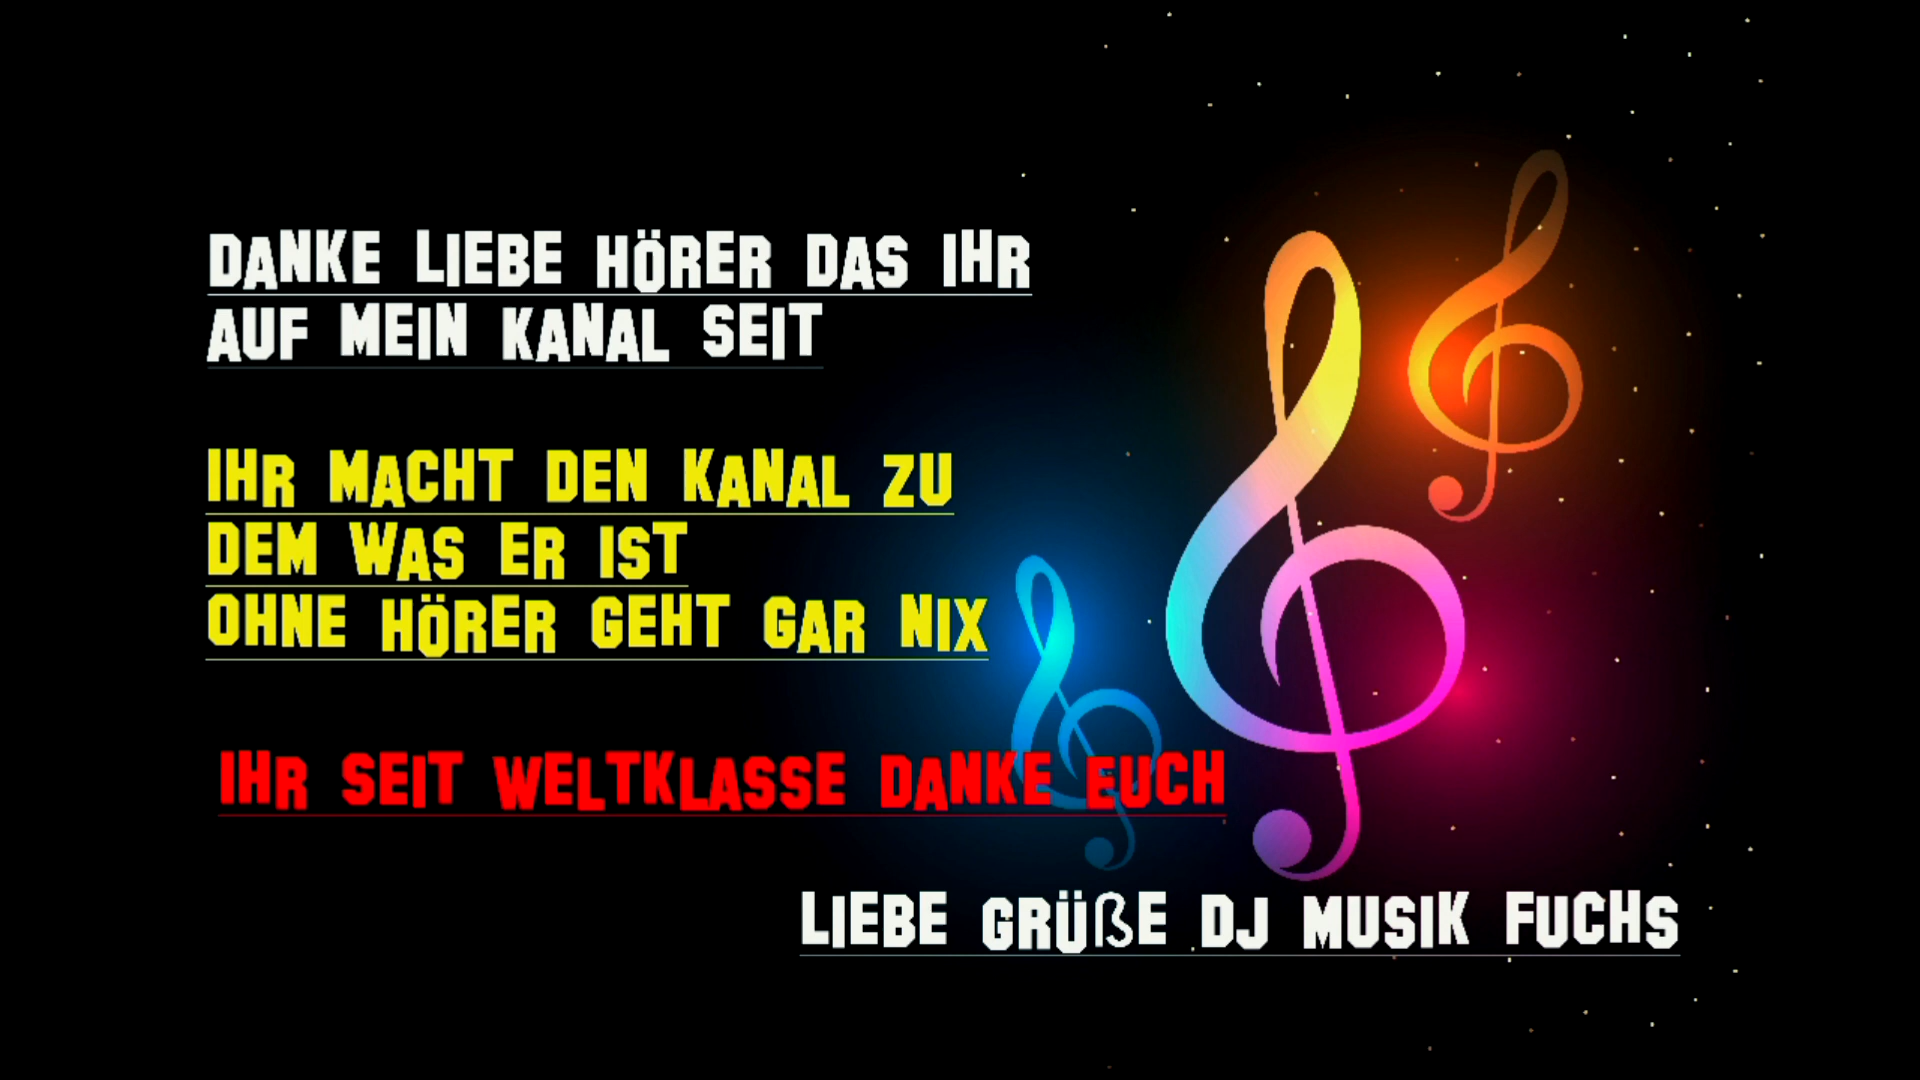 DANKE LIEBE HÖRER DAS IHR
AUF MEIN KANAL SEIT
IHR MACHT DEN KANAL ZU
DEM WAS ER IST
OHNE HÖRER GEHT GAR NIX
IHR SEIT WELTKLASSE DANKE EUCH
LIEBE GRÜßE DJ MUSIK FUCHS